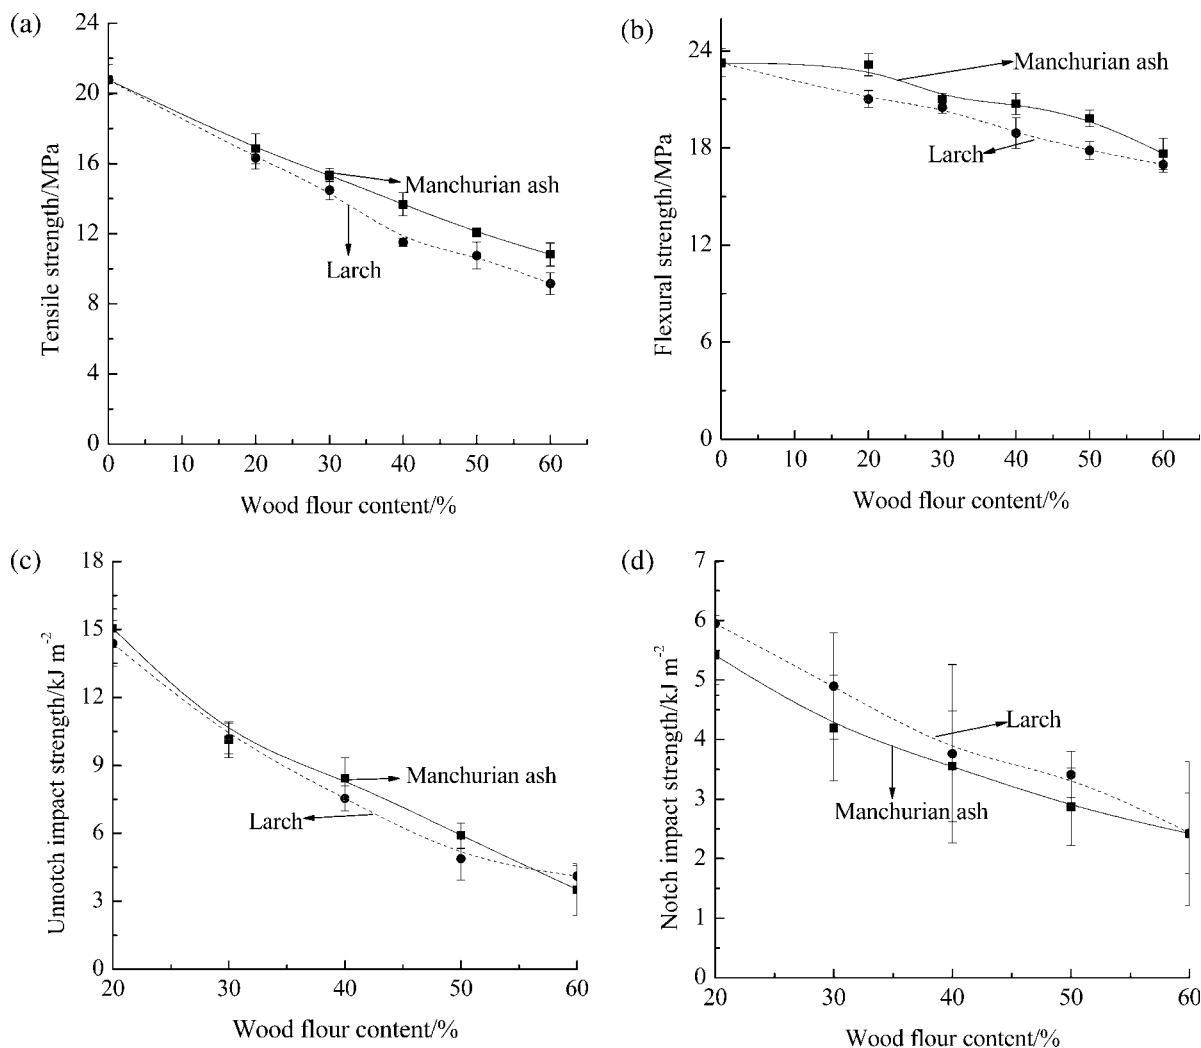 (a)
24
20
16
12
8
4
0
Tensile strength/MPa
Manchurian ash
Larch
0 10 20 30 40 50 60
Wood flour content/%
(b)
24
18
12
6
0
Flexural strength/MPa
Manchurian ash
Larch
0 10 20 30 40 50 60
Wood flour content/%
(c)
18
15
12
9
6
3
0
Unnotch impact strength/kJ m⁻²
Manchurian ash
Larch
20 30 40 50 60
Wood flour content/%
(d)
7
6
5
4
3
2
1
0
Notch impact strength/kJ m⁻²
Larch
Manchurian ash
20 30 40 50 60
Wood flour content/%